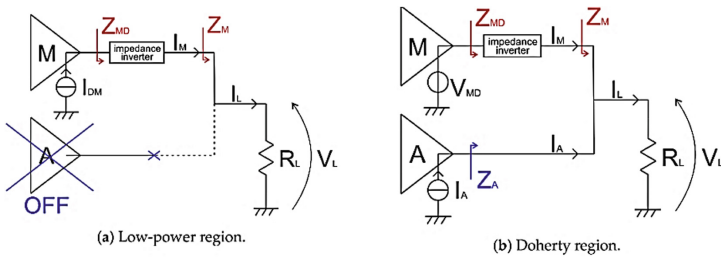 Z_MD
Z_M
M
impedance
inverter
I_M
I_DM
I_L
A
OFF
R_L
V_L
(a) Low-power region.
Z_MD
Z_M
M
impedance
inverter
I_M
V_MD
I_L
A
I_A
I_A
Z_A
R_L
V_L
(b) Doherty region.